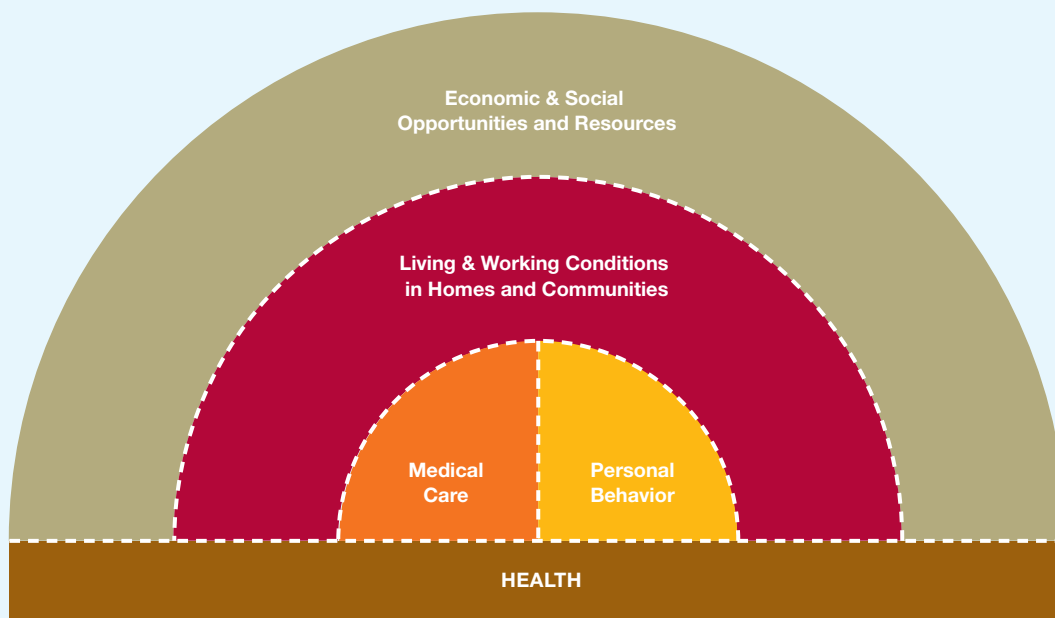 Economic & Social
Opportunities and Resources
Living & Working Conditions
in Homes and Communities
Medical
Care
Personal
Behavior
HEALTH